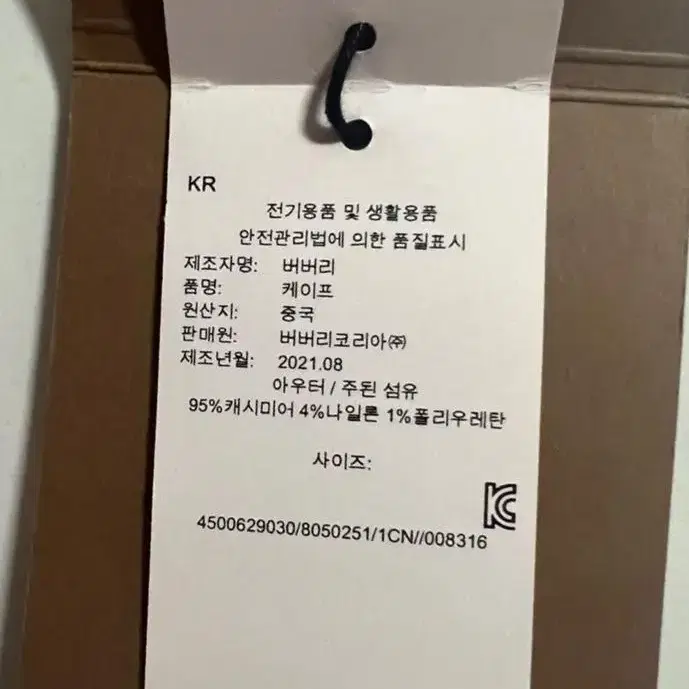 KR
전기용품 및 생활용품
안전관리법에 의한 품질표시
제조자명: 버버리
품명: 케이프
원산지: 중국
판매원: 버버리코리아㈜
제조년월: 2021.08
아우터 / 주된 섬유
95%캐시미어 4%나일론 1%폴리우레탄
사이즈:
KC
4500629030/8050251/1CN//008316